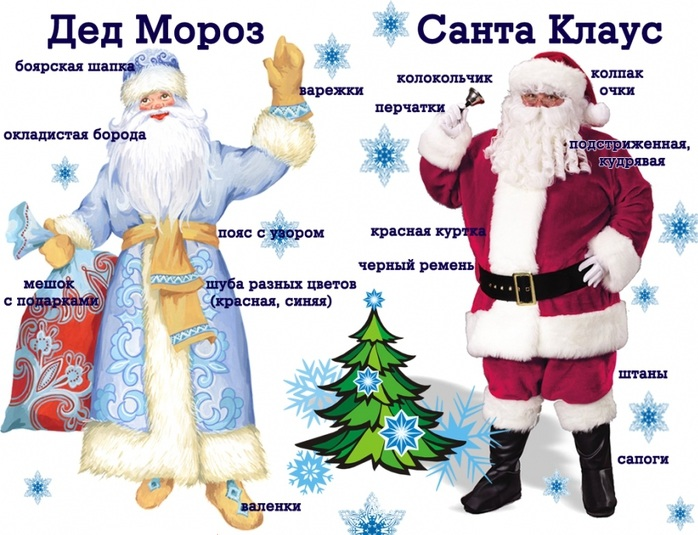 Дед Мороз
боярская шапка
варежки
окладистая борода
пояс с узором
мешок
с подарками
шуба разных цветов
(красная, синяя)
валенки
Санта Клаус
колокольчик
колпак
очки
перчатки
подстриженная,
кудрявая
красная куртка
черный ремень
штаны
сапоги